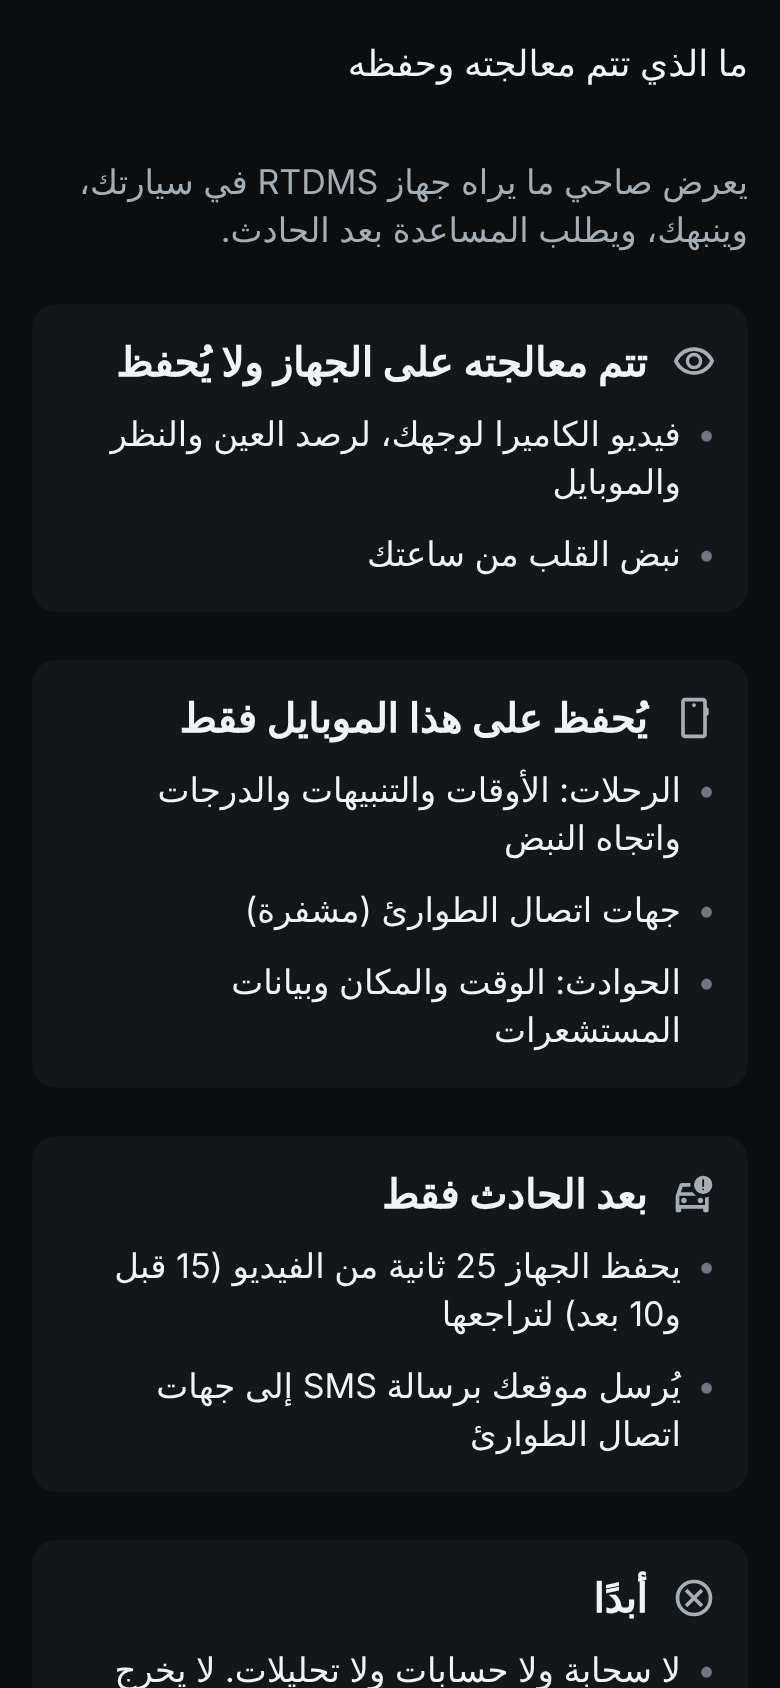 ما الذي تتم معالجته وحفظه
يعرض صاحي ما يراه جهاز RTDMS في سيارتك،
وينبهك، ويطلب المساعدة بعد الحادث.
تتم معالجته على الجهاز ولا يُحفظ
فيديو الكاميرا لوجهك، لرصد العين والنظر
والموبايل
نبض القلب من ساعتك
يُحفظ على هذا الموبايل فقط
الرحلات: الأوقات والتنبيهات والدرجات
واتجاه النبض
جهات اتصال الطوارئ (مشفرة)
الحوادث: الوقت والمكان وبيانات
المستشعرات
بعد الحادث فقط
يحفظ الجهاز 25 ثانية من الفيديو (15 قبل
و10 بعد) لتراجعها
يُرسل موقعك برسالة SMS إلى جهات
اتصال الطوارئ
أبدًا
لا سحابة ولا حسابات ولا تحليلات. لا يخرج